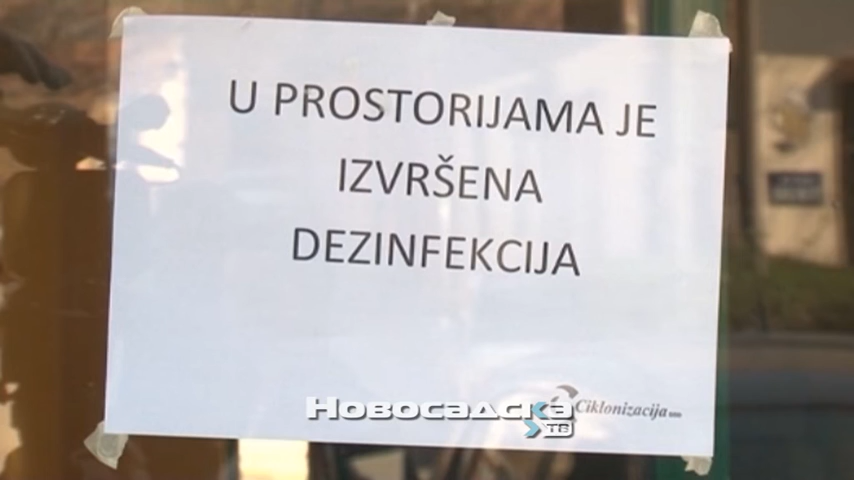 U PROSTORIJAMA JE
IZVRŠENA
DEZINFEKCIJA
Ciklonizacija
Новосадска
ТВ